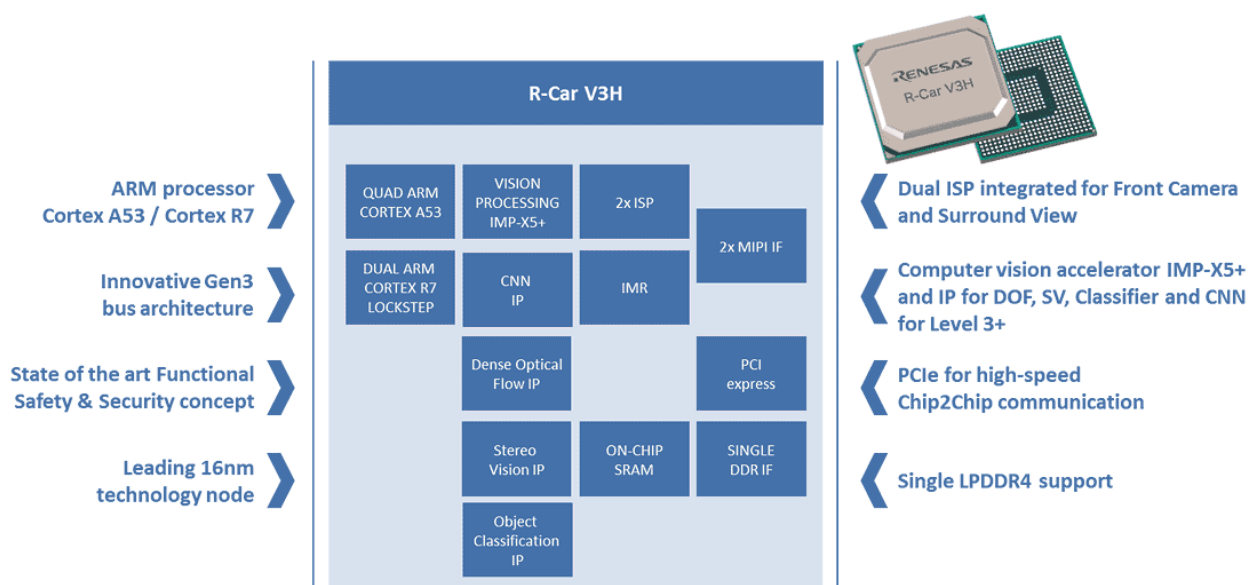 RENESAS
R-Car V3H
R-Car V3H
ARM processor
Cortex A53 / Cortex R7
Innovative Gen3
bus architecture
State of the art Functional
Safety & Security concept
Leading 16nm
technology node
QUAD ARM
CORTEX A53
VISION
PROCESSING
IMP-X5+
2x ISP
2x MIPI IF
DUAL ARM
CORTEX R7
LOCKSTEP
CNN
IP
IMR
Dense Optical
Flow IP
PCI
express
Stereo
Vision IP
ON-CHIP
SRAM
SINGLE
DDR IF
Object
Classification
IP
Dual ISP integrated for Front Camera
and Surround View
Computer vision accelerator IMP-X5+
and IP for DOF, SV, Classifier and CNN
for Level 3+
PCIe for high-speed
Chip2Chip communication
Single LPDDR4 support